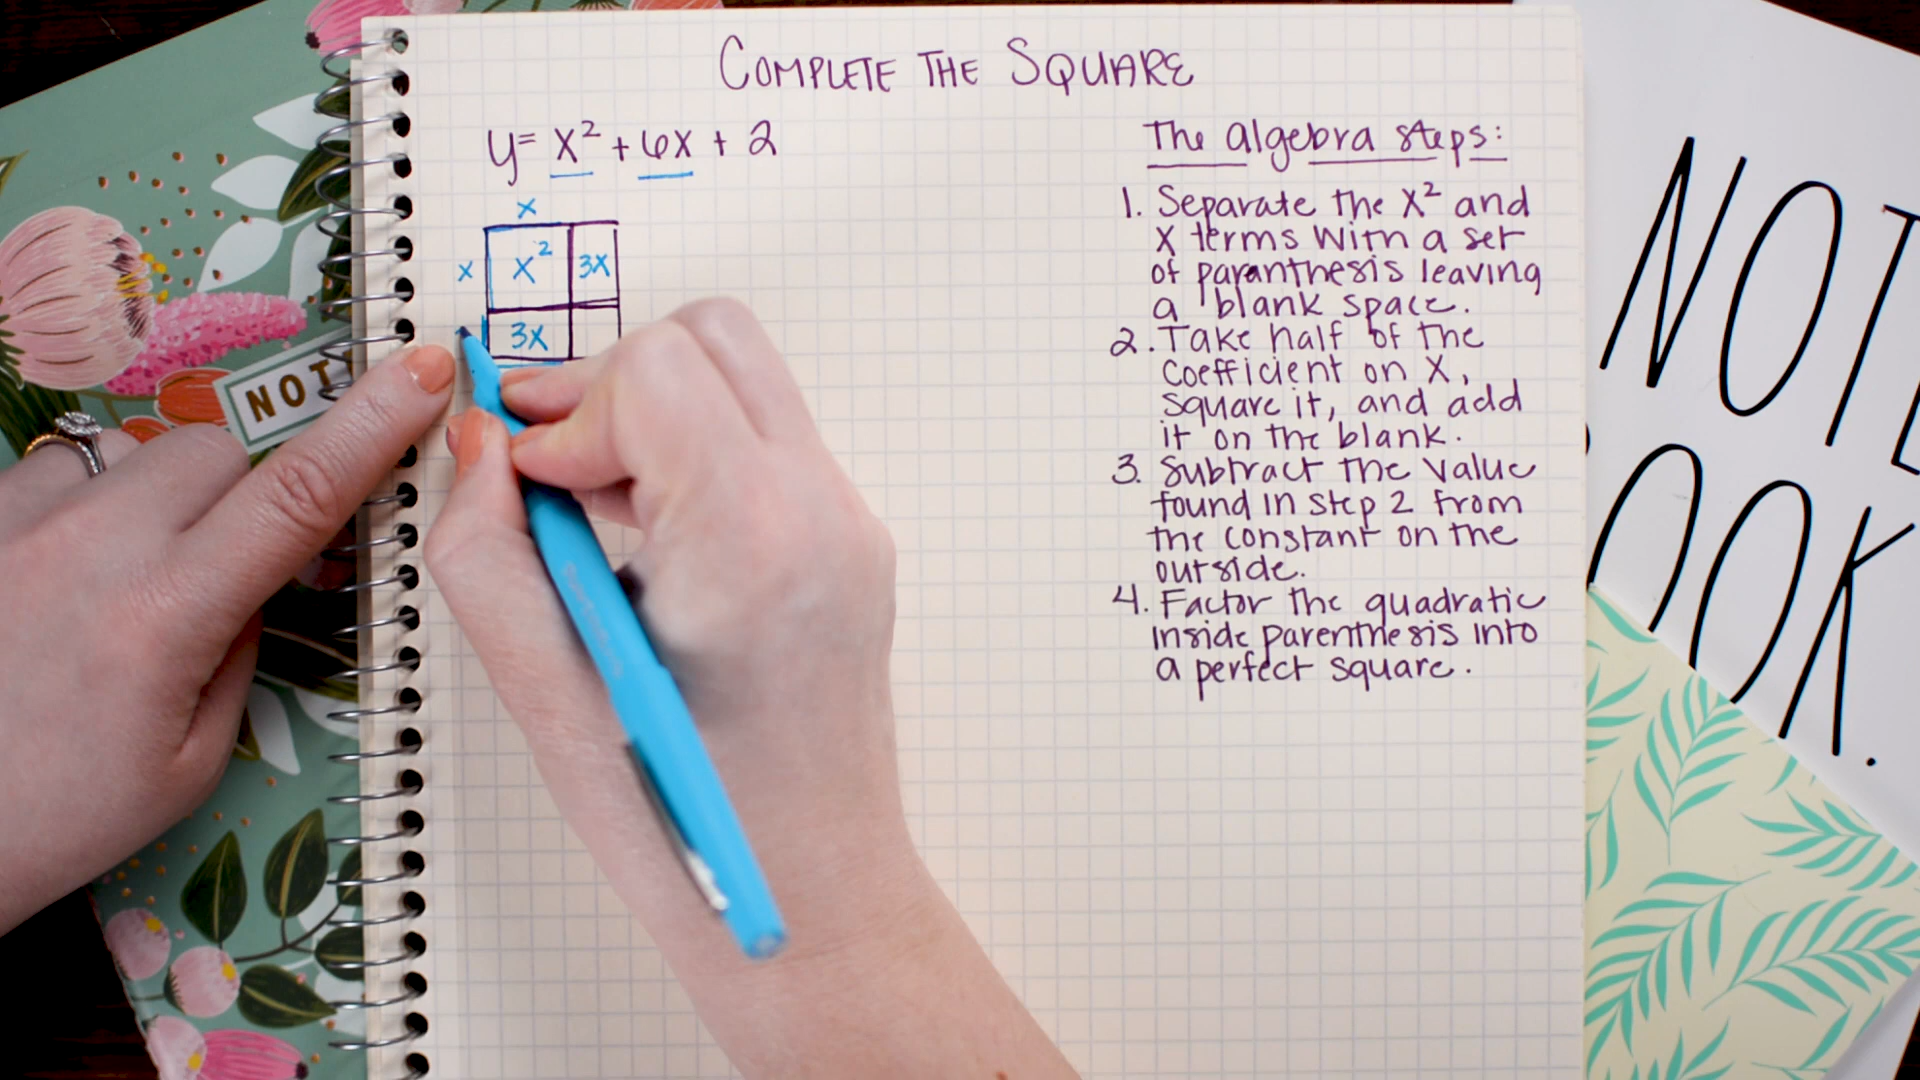 COMPLETE THE SQUARE
y = x² + 6x + 2
x
x
x²
3x
3x
The algebra steps:
1. Separate the x² and
x terms with a set
of paranthesis leaving
a blank space.
2. Take half of the
coefficient on x,
square it, and add
it on the blank.
3. Subtract the value
found in step 2 from
the constant on the
outside.
4. Factor the quadratic
inside parenthesis into
a perfect square.
NOT
NOTE
OOK.